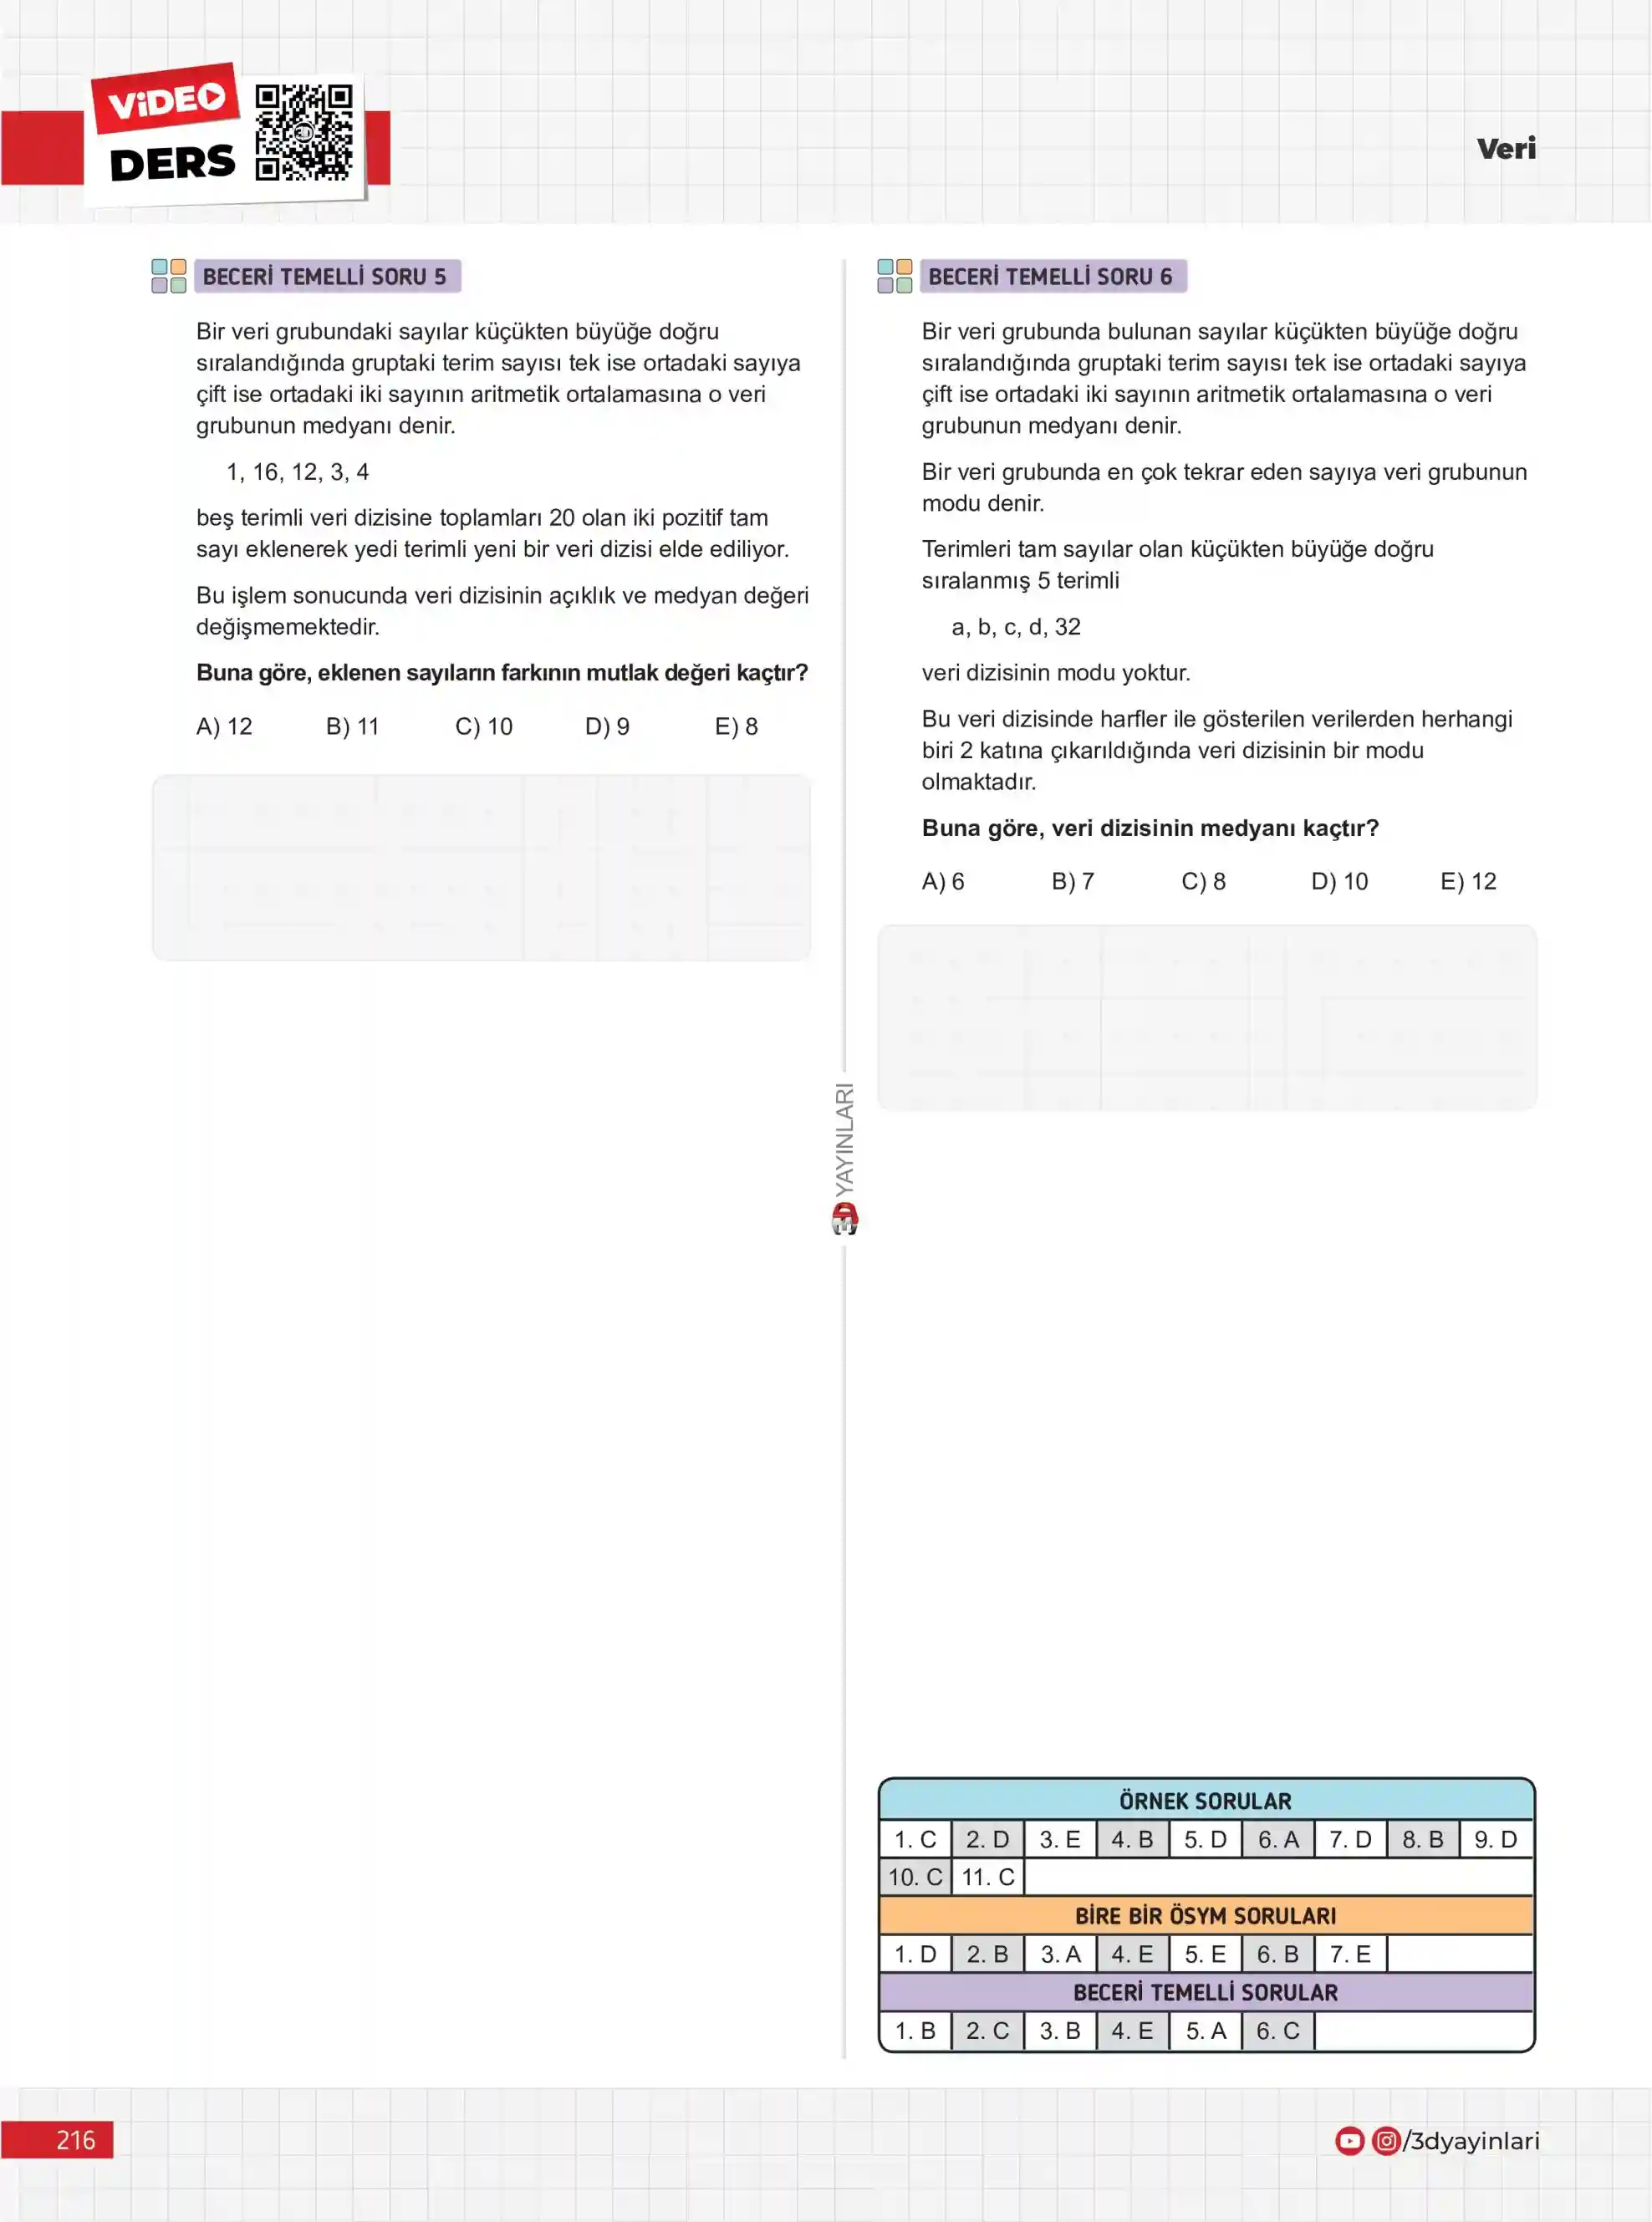 VİDEO
DERS
Veri
BECERİ TEMELLİ SORU 5
Bir veri grubundaki sayılar küçükten büyüğe doğru
sıralandığında gruptaki terim sayısı tek ise ortadaki sayıya
çift ise ortadaki iki sayının aritmetik ortalamasına o veri
grubunun medyanı denir.
1, 16, 12, 3, 4
beş terimli veri dizisine toplamları 20 olan iki pozitif tam
sayı eklenerek yedi terimli yeni bir veri dizisi elde ediliyor.
Bu işlem sonucunda veri dizisinin açıklık ve medyan değeri
değişmemektedir.
Buna göre, eklenen sayıların farkının mutlak değeri kaçtır?
A) 12 B) 11 C) 10 D) 9 E) 8
BECERİ TEMELLİ SORU 6
Bir veri grubunda bulunan sayılar küçükten büyüğe doğru
sıralandığında gruptaki terim sayısı tek ise ortadaki sayıya
çift ise ortadaki iki sayının aritmetik ortalamasına o veri
grubunun medyanı denir.
Bir veri grubunda en çok tekrar eden sayıya veri grubunun
modu denir.
Terimleri tam sayılar olan küçükten büyüğe doğru
sıralanmış 5 terimli
a, b, c, d, 32
veri dizisinin modu yoktur.
Bu veri dizisinde harfler ile gösterilen verilerden herhangi
biri 2 katına çıkarıldığında veri dizisinin bir modu
olmaktadır.
Buna göre, veri dizisinin medyanı kaçtır?
A) 6 B) 7 C) 8 D) 10 E) 12
YAYINLARI
ÖRNEK SORULAR
1. C 2. D 3. E 4. B 5. D 6. A 7. D 8. B 9. D
10. C 11. C
BİRE BİR ÖSYM SORULARI
1. D 2. B 3. A 4. E 5. E 6. B 7. E
BECERİ TEMELLİ SORULAR
1. B 2. C 3. B 4. E 5. A 6. C
216
/3dyayinlari